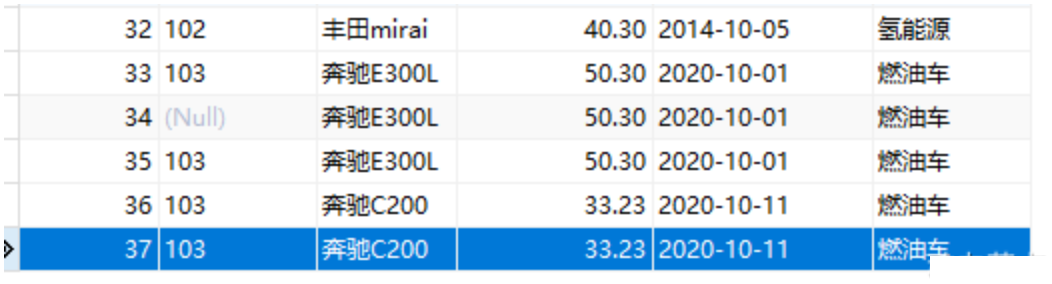 32 102 丰田mirai 40.30 2014-10-05 氢能源
33 103 奔驰E300L 50.30 2020-10-01 燃油车
34 (Null) 奔驰E300L 50.30 2020-10-01 燃油车
35 103 奔驰E300L 50.30 2020-10-01 燃油车
36 103 奔驰C200 33.23 2020-10-11 燃油车
37 103 奔驰C200 33.23 2020-10-11 燃油车